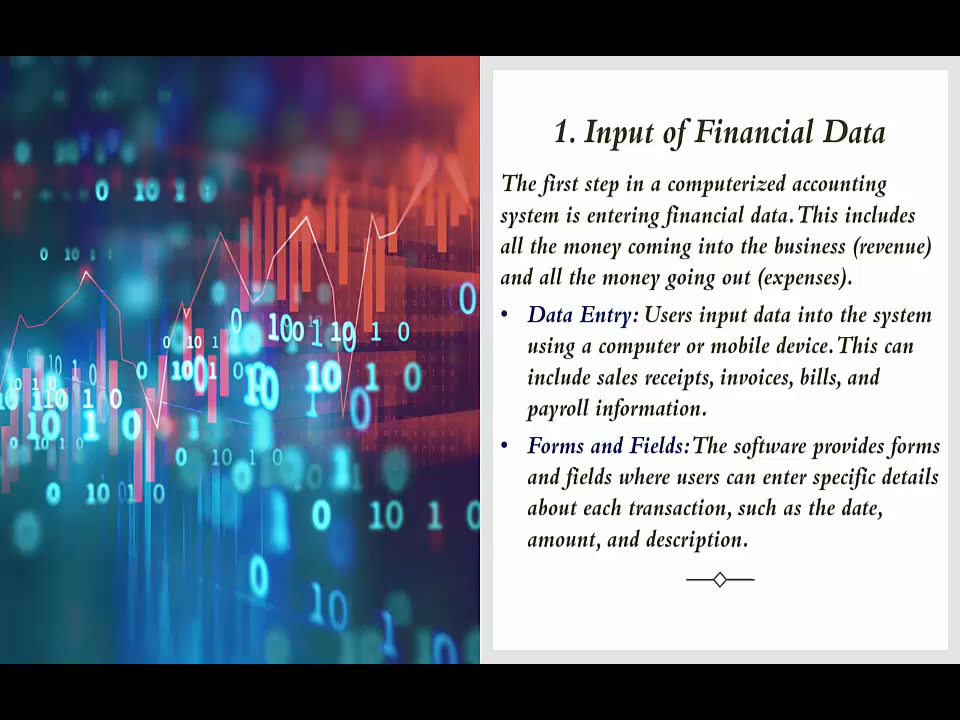 1. Input of Financial Data
The first step in a computerized accounting
system is entering financial data. This includes
all the money coming into the business (revenue)
and all the money going out (expenses).
• Data Entry: Users input data into the system
using a computer or mobile device. This can
include sales receipts, invoices, bills, and
payroll information.
• Forms and Fields: The software provides forms
and fields where users can enter specific details
about each transaction, such as the date,
amount, and description.